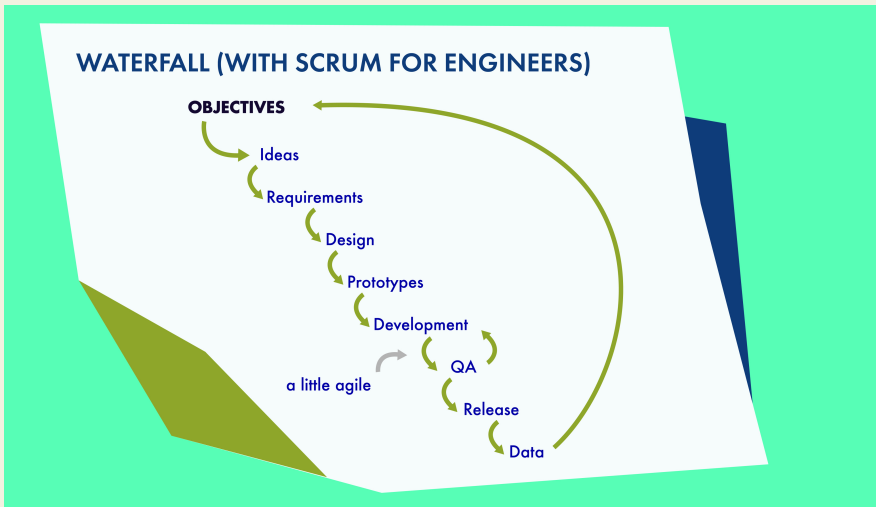 WATERFALL (WITH SCRUM FOR ENGINEERS)
OBJECTIVES
Ideas
Requirements
Design
Prototypes
Development
QA
a little agile
Release
Data